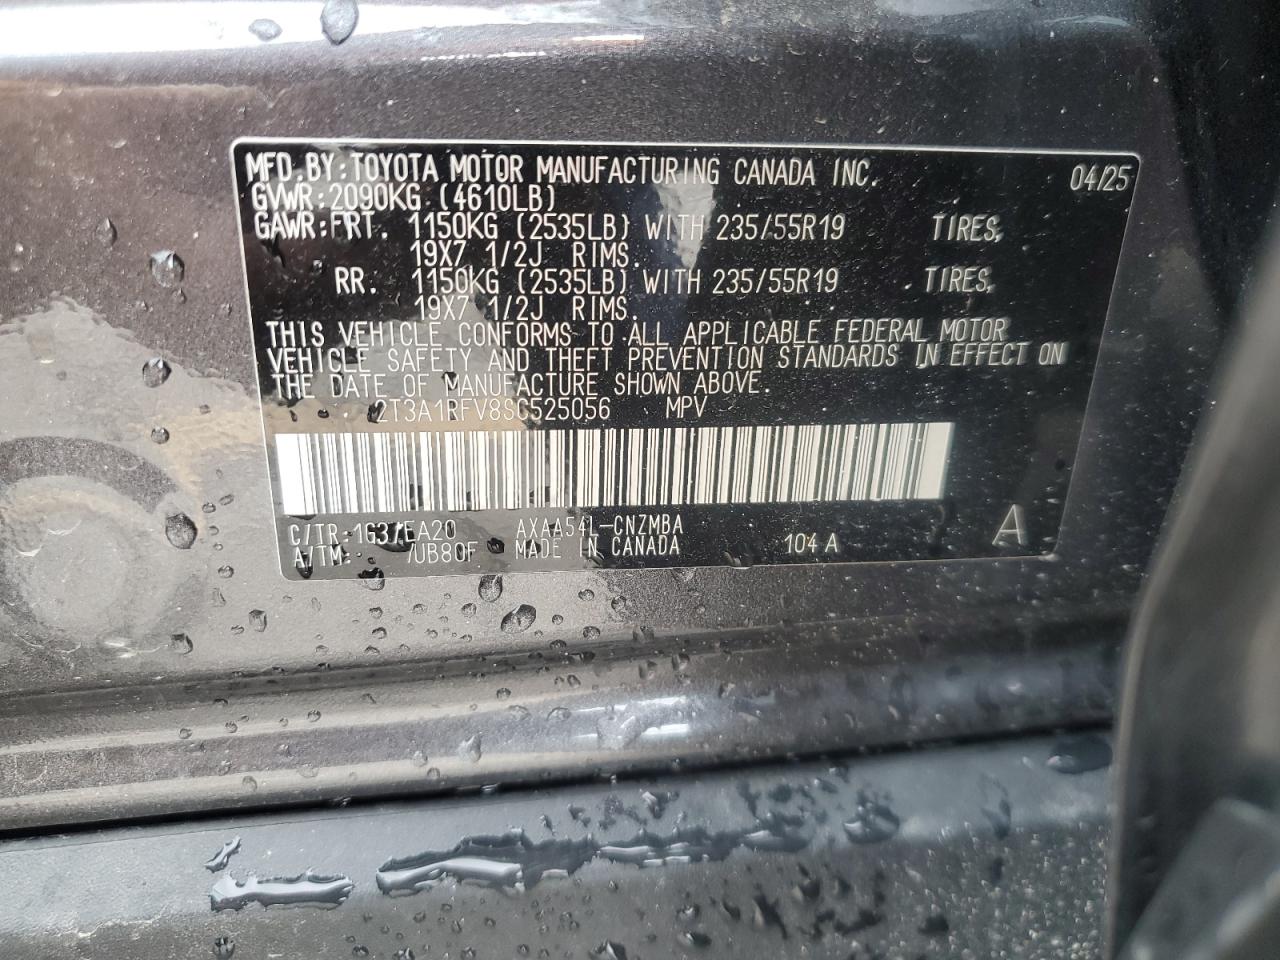 MFD.BY:TOYOTA MOTOR MANUFACTURING CANADA INC. 04/25
GVWR:2090KG (4610LB)
GAWR:FRT. 1150KG (2535LB) WITH 235/55R19 TIRES,
19X7 1/2J RIMS.
RR. 1150KG (2535LB) WITH 235/55R19 TIRES,
19X7 1/2J RIMS.
THIS VEHICLE CONFORMS TO ALL APPLICABLE FEDERAL MOTOR
VEHICLE SAFETY AND THEFT PREVENTION STANDARDS IN EFFECT ON
THE DATE OF MANUFACTURE SHOWN ABOVE.
2T3A1RFV8SC525056 MPV
C/TR:1G3/EA20 AXAA54L-CNZMBA
A/TM: /UB80F MADE IN CANADA 104A A